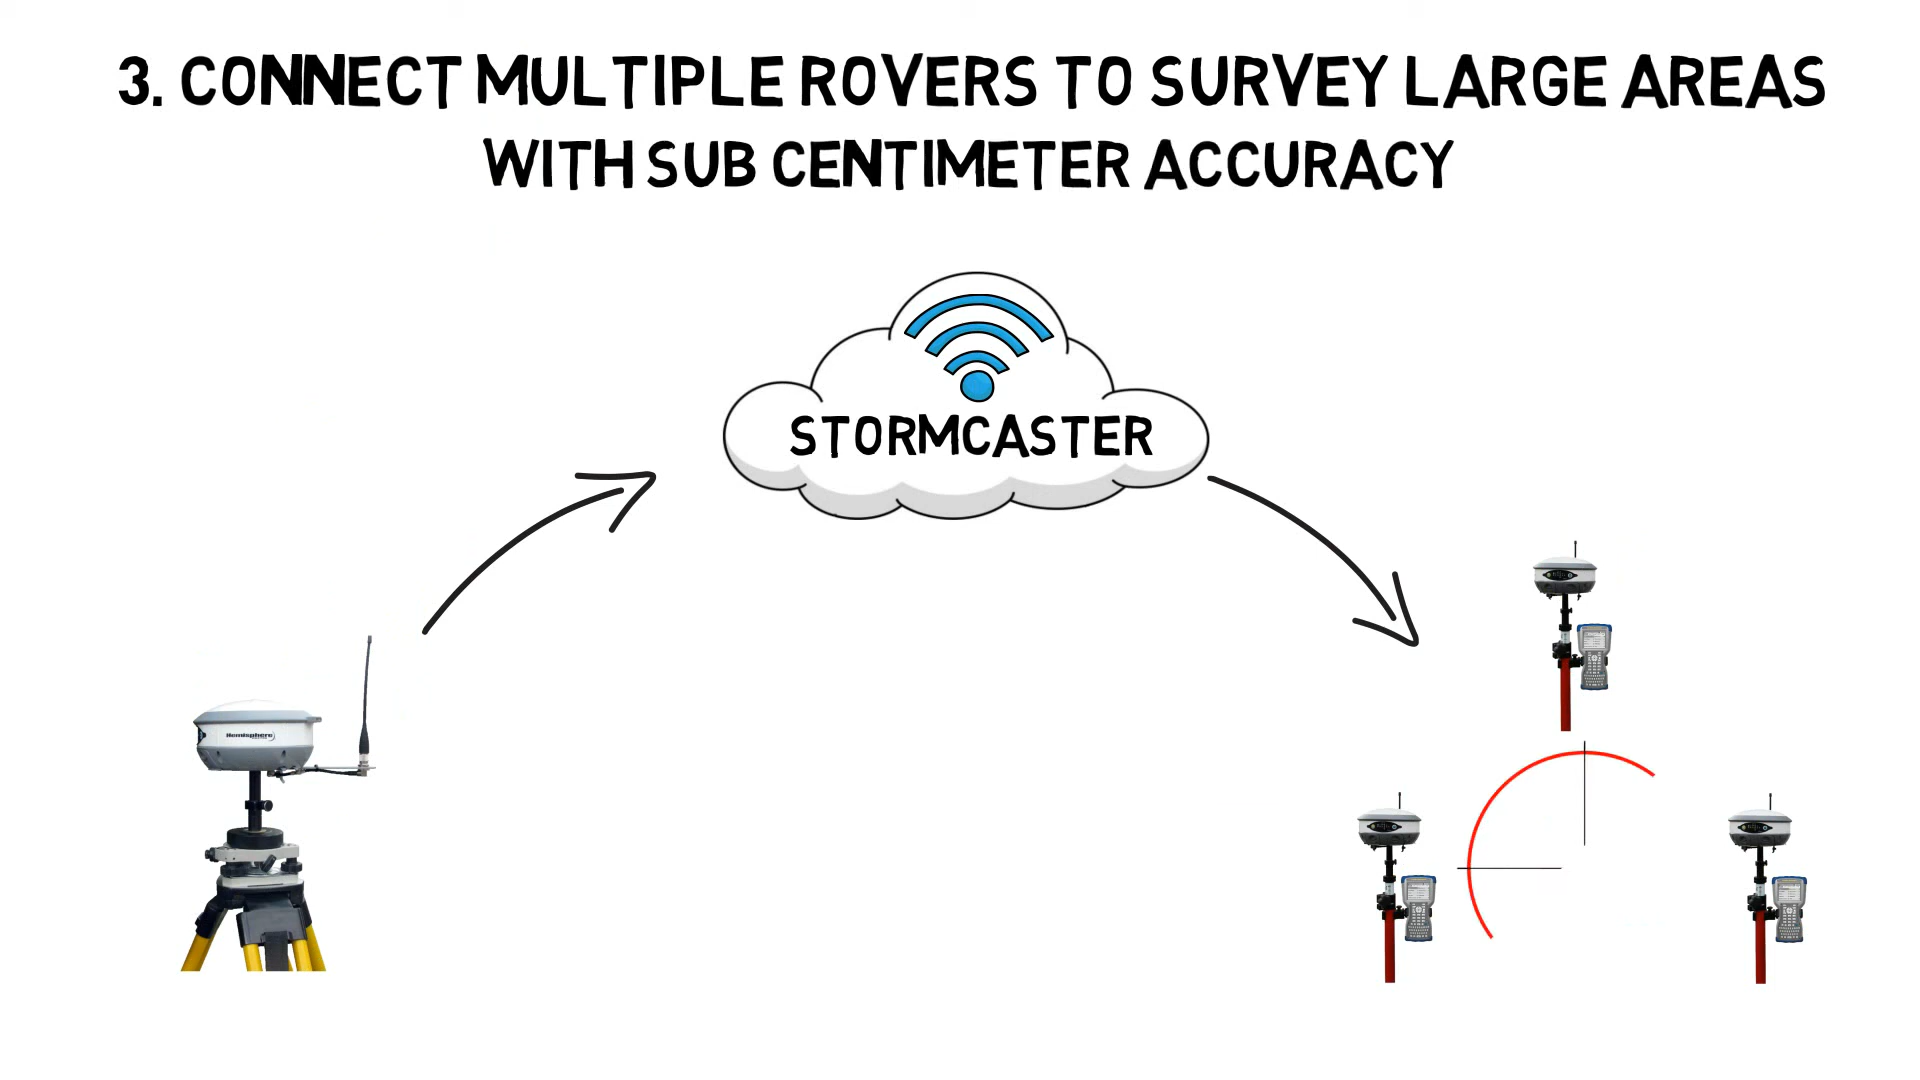 3. CONNECT MULTIPLE ROVERS TO SURVEY LARGE AREAS
WITH SUB CENTIMETER ACCURACY
STORMCASTER
Hemisphere